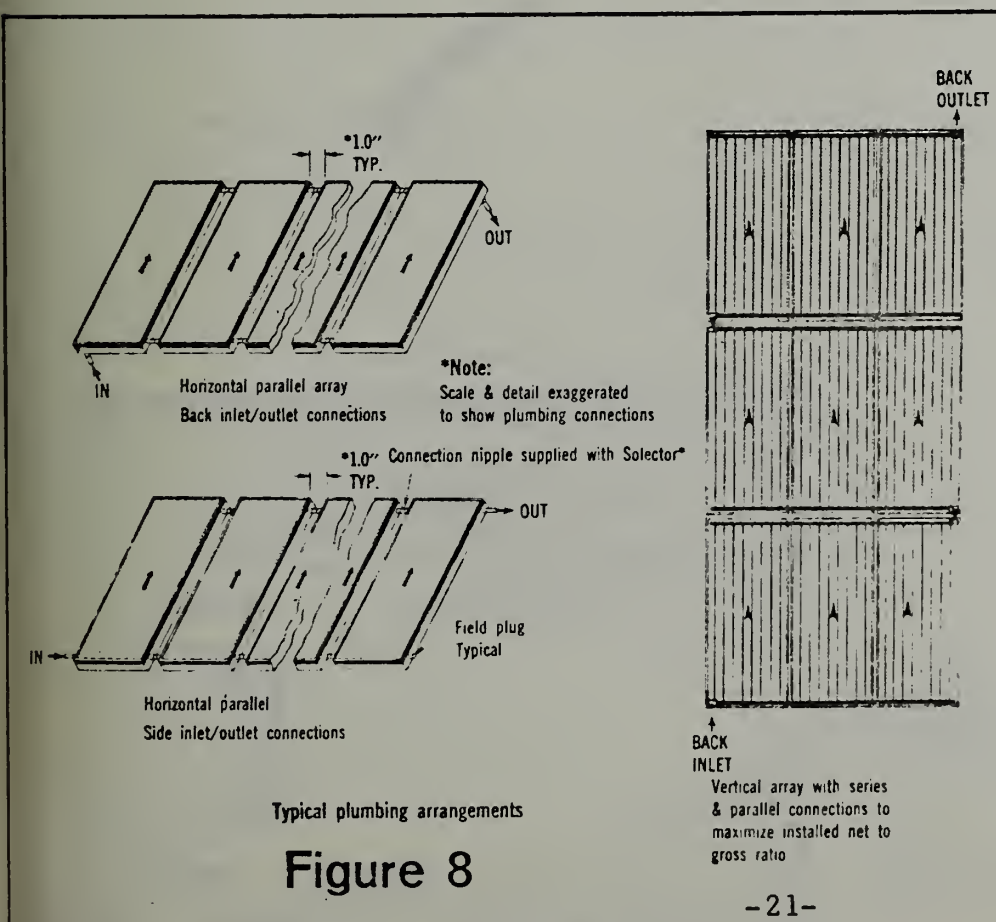 *1.0″
TYP.
OUT
IN
Horizontal parallel array
Back inlet/outlet connections
*Note:
Scale & detail exaggerated
to show plumbing connections
*1.0″
TYP.
Connection nipple supplied with Solector*
OUT
IN
Field plug
Typical
Horizontal parallel
Side inlet/outlet connections
BACK
OUTLET
BACK
INLET
Vertical array with series
& parallel connections to
maximize installed net to
gross ratio
Typical plumbing arrangements
Figure 8
-21-